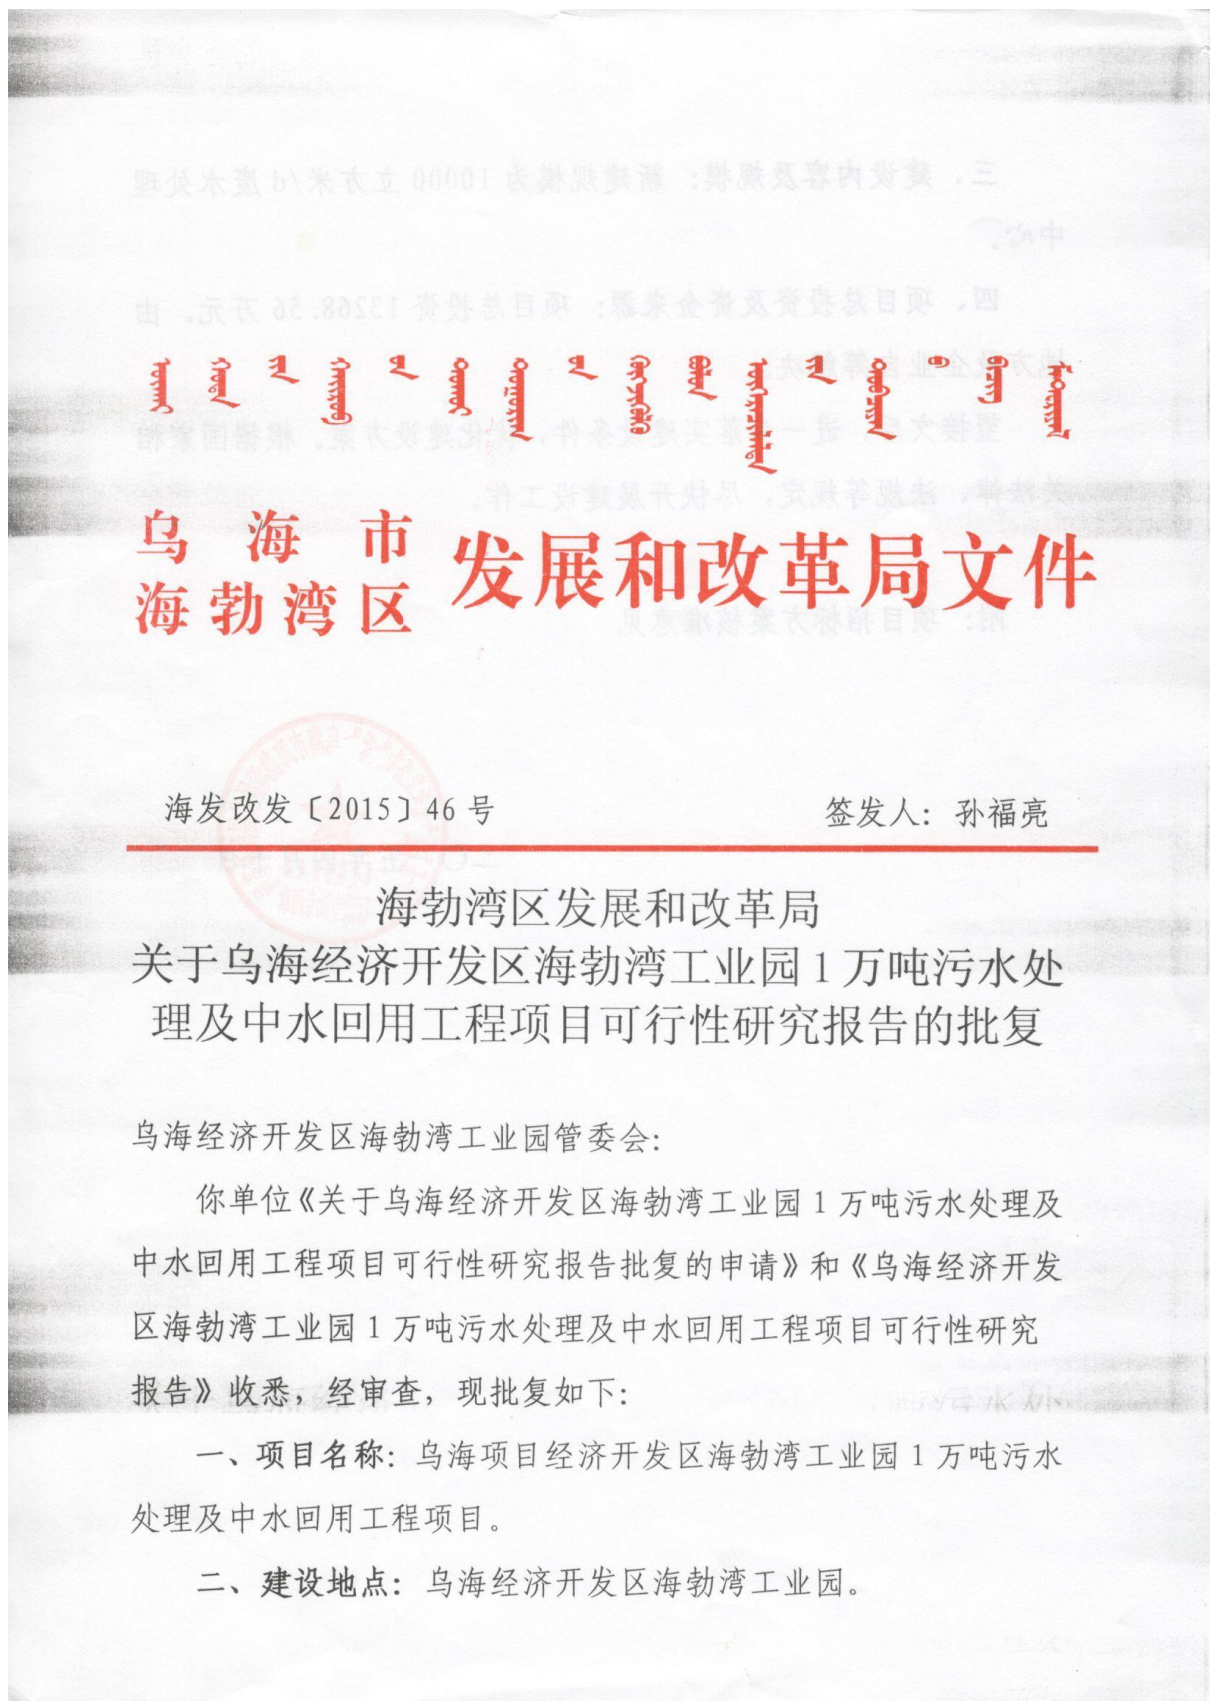 乌海市
海勃湾区
发展和改革局文件
海发改发〔2015〕46号
签发人：孙福亮
海勃湾区发展和改革局
关于乌海经济开发区海勃湾工业园1万吨污水处
理及中水回用工程项目可行性研究报告的批复
乌海经济开发区海勃湾工业园管委会：
你单位《关于乌海经济开发区海勃湾工业园1万吨污水处理及
中水回用工程项目可行性研究报告批复的申请》和《乌海经济开发
区海勃湾工业园1万吨污水处理及中水回用工程项目可行性研究
报告》收悉，经审查，现批复如下：
一、项目名称：乌海项目经济开发区海勃湾工业园1万吨污水
处理及中水回用工程项目。
二、建设地点：乌海经济开发区海勃湾工业园。